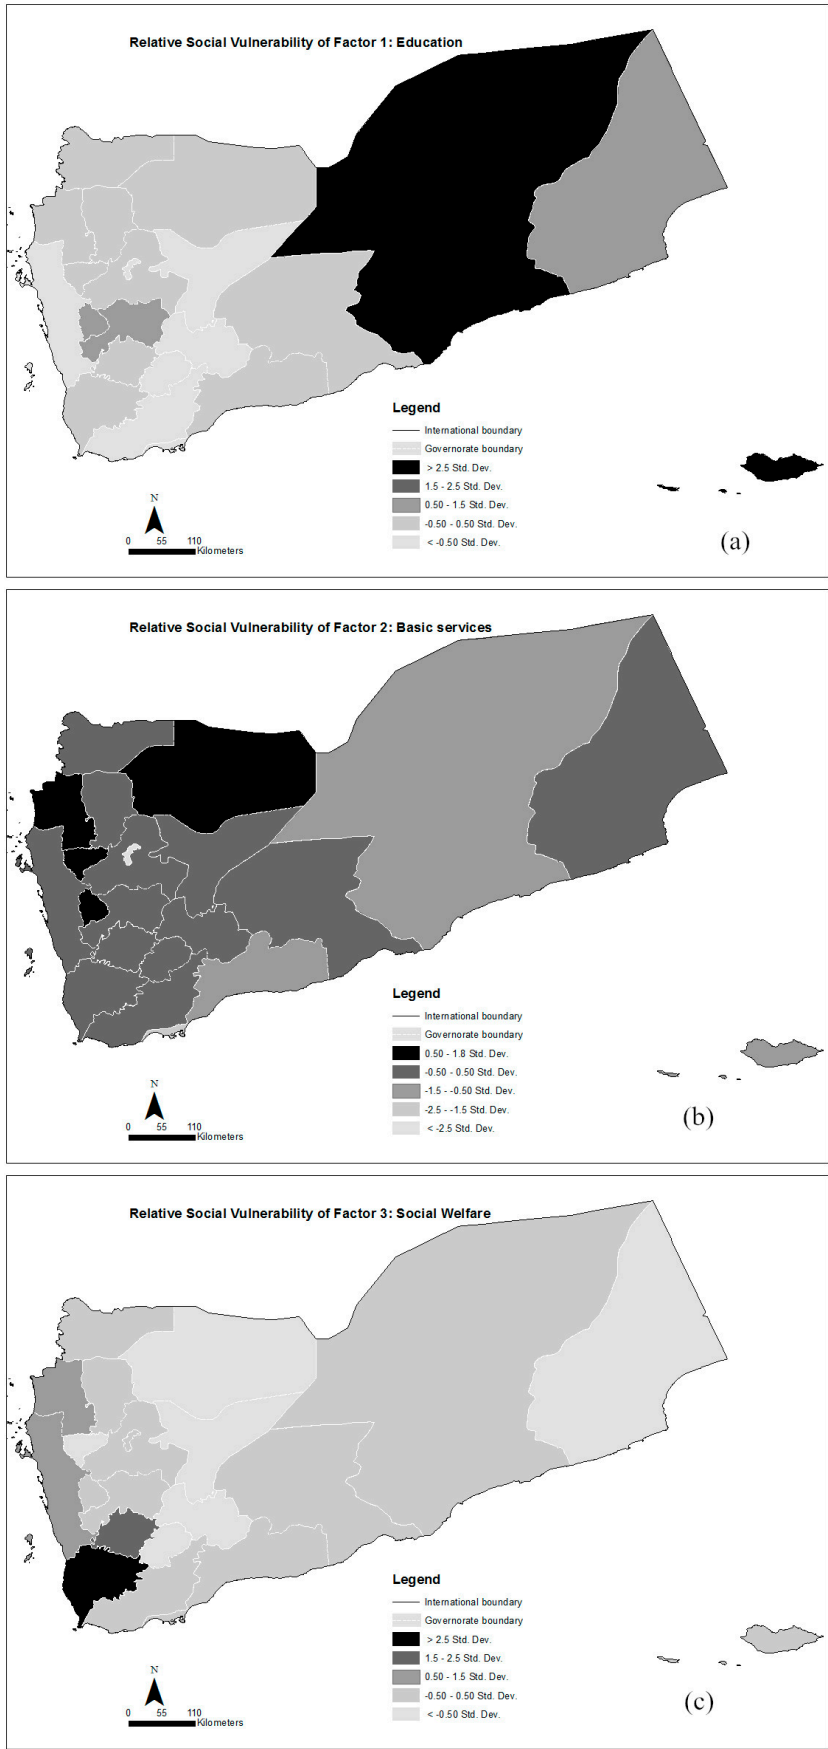 Relative Social Vulnerability of Factor 1: Education
Legend
International boundary
Governorate boundary
> 2.5 Std. Dev.
1.5 - 2.5 Std. Dev.
0.50 - 1.5 Std. Dev.
-0.50 - 0.50 Std. Dev.
< -0.50 Std. Dev.
N
0 55 110
Kilometers
(a)
Relative Social Vulnerability of Factor 2: Basic services
Legend
International boundary
Governorate boundary
0.50 - 1.8 Std. Dev.
-0.50 - 0.50 Std. Dev.
-1.5 - -0.50 Std. Dev.
-2.5 - -1.5 Std. Dev.
< -2.5 Std. Dev.
N
0 55 110
Kilometers
(b)
Relative Social Vulnerability of Factor 3: Social Welfare
Legend
International boundary
Governorate boundary
> 2.5 Std. Dev.
1.5 - 2.5 Std. Dev.
0.50 - 1.5 Std. Dev.
-0.50 - 0.50 Std. Dev.
< -0.50 Std. Dev.
N
0 55 110
Kilometers
(c)